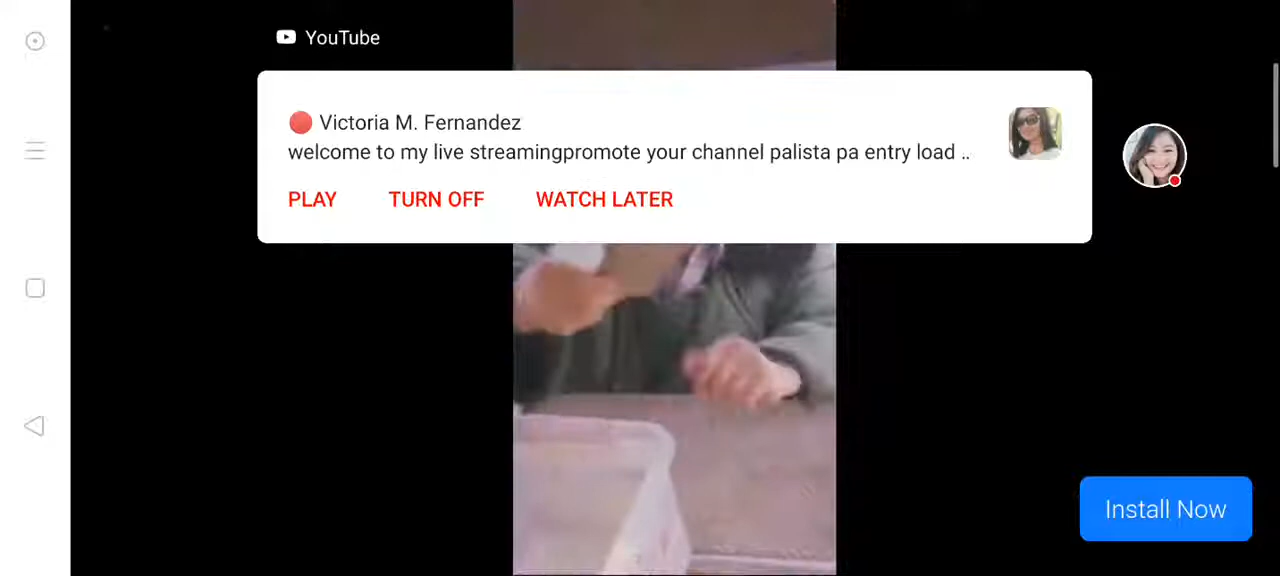 YouTube
Victoria M. Fernandez
welcome to my live streamingpromote your channel palista pa entry load ..
PLAY TURN OFF WATCH LATER
Install Now